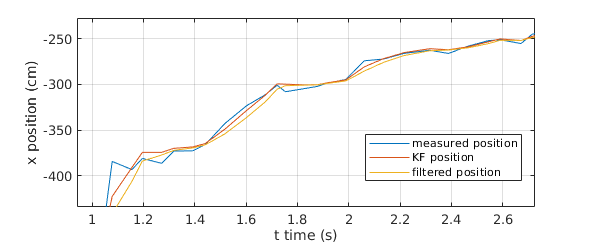 -250
-300
-350
-400
x position (cm)
1 1.2 1.4 1.6 1.8 2 2.2 2.4 2.6
t time (s)
measured position
KF position
filtered position